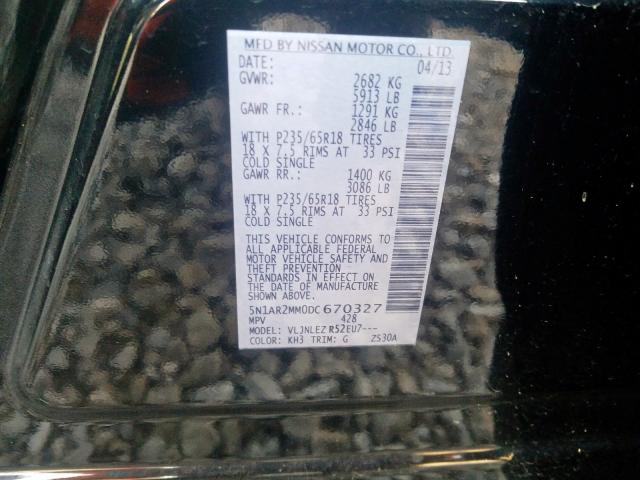 MFD BY NISSAN MOTOR CO., LTD.
DATE: 04/13
GVWR: 2682 KG
5913 LB
GAWR FR.: 1291 KG
2846 LB
WITH P235/65R18 TIRES
18 X 7.5 RIMS AT 33 PSI
COLD SINGLE
GAWR RR.: 1400 KG
3086 LB
WITH P235/65R18 TIRES
18 X 7.5 RIMS AT 33 PSI
COLD SINGLE
THIS VEHICLE CONFORMS TO
ALL APPLICABLE FEDERAL
MOTOR VEHICLE SAFETY AND
THEFT PREVENTION
STANDARDS IN EFFECT ON
THE DATE OF MANUFACTURE
SHOWN ABOVE.
5N1AR2MM0DC670327
MPV 428
MODEL: VLJNLEZ R52EU7---
COLOR: KH3 TRIM: G ZS30A